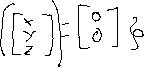 ([x y z]) = [0 0] }